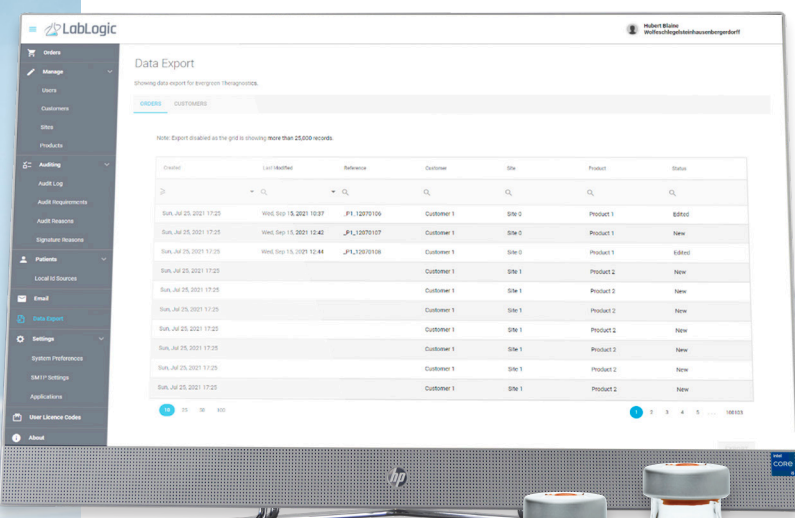 LabLogic
Hubert Blaine
Wolfeschlegelsteinhausenbergerdorff
Orders
Manage
Users
Customers
Sites
Products
Auditing
Audit Log
Audit Requirements
Audit Reasons
Signature Reasons
Patients
Local Id Sources
Email
Data Export
Settings
System Preferences
SMTP Settings
Applications
User Licence Codes
About
Data Export
Showing data export for Evergreen Theragnostics.
ORDERS CUSTOMERS
Note: Export disabled as the grid is showing more than 25,000 records.
Created Last Modified Reference Customer Site Product Status
Sun, Jul 25, 2021 17:25 Wed, Sep 15, 2021 10:37 _P1_12070106 Customer 1 Site 0 Product 1 Edited
Sun, Jul 25, 2021 17:25 Wed, Sep 15, 2021 12:42 _P1_12070107 Customer 1 Site 0 Product 1 New
Sun, Jul 25, 2021 17:25 Wed, Sep 15, 2021 12:44 _P1_12070108 Customer 1 Site 0 Product 1 Edited
Sun, Jul 25, 2021 17:25 Customer 1 Site 1 Product 2 New
Sun, Jul 25, 2021 17:25 Customer 1 Site 1 Product 2 New
Sun, Jul 25, 2021 17:25 Customer 1 Site 1 Product 2 New
Sun, Jul 25, 2021 17:25 Customer 1 Site 1 Product 2 New
Sun, Jul 25, 2021 17:25 Customer 1 Site 1 Product 2 New
Sun, Jul 25, 2021 17:25 Customer 1 Site 1 Product 2 New
Sun, Jul 25, 2021 17:25 Customer 1 Site 1 Product 2 New
10 25 50 100
1 2 3 4 5 ...
hp
intel
CORE